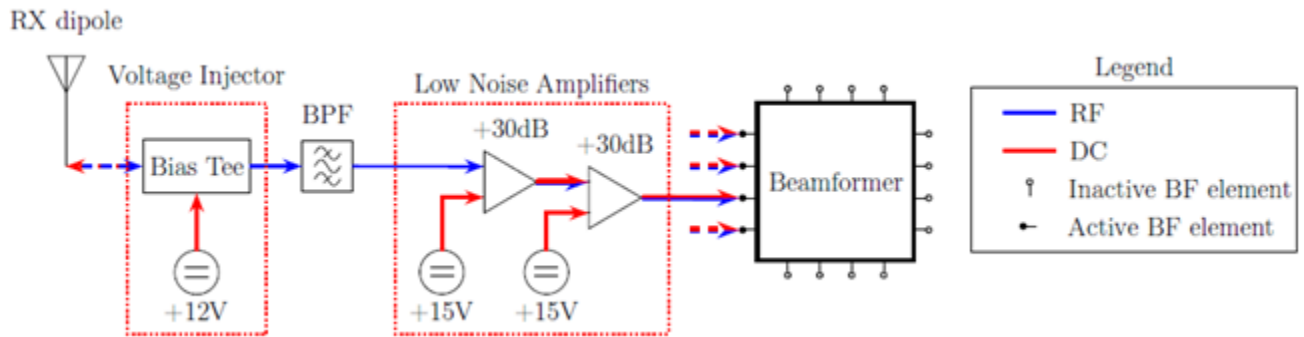 RX dipole
Voltage Injector
BPF
Low Noise Amplifiers
+30dB
+30dB
Bias Tee
+12V
+15V
+15V
Beamformer
Legend
RF
DC
Inactive BF element
Active BF element